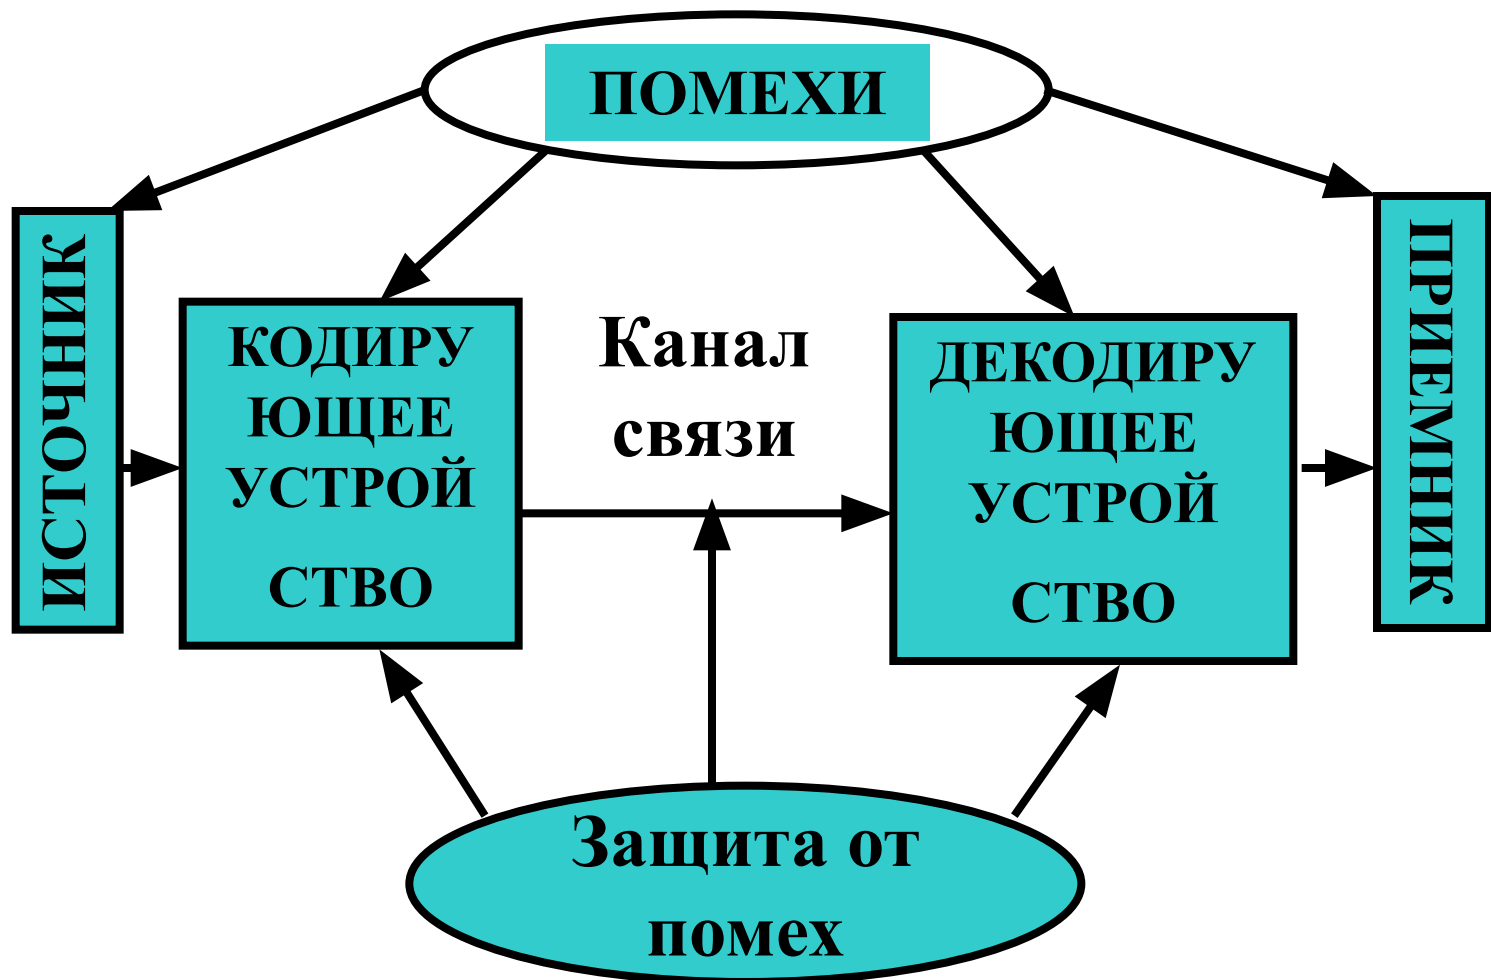 ПОМЕХИ
ИСТОЧНИК
КОДИРУ
ЮЩЕЕ
УСТРОЙ
СТВО
Канал
связи
ДЕКОДИРУ
ЮЩЕЕ
УСТРОЙ
СТВО
ПРИЕМНИК
Защита от
помех